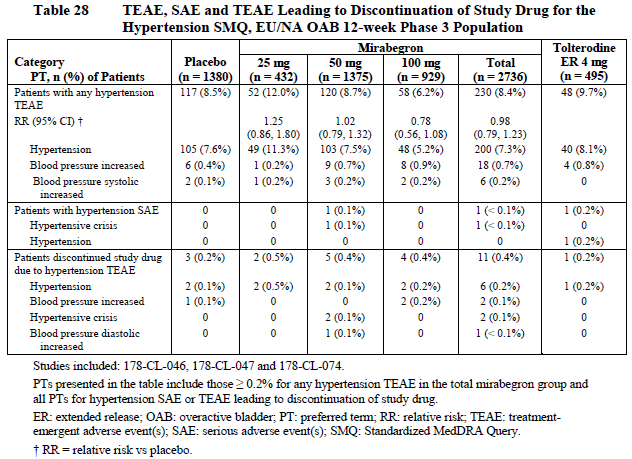 Table 28 TEAE, SAE and TEAE Leading to Discontinuation of Study Drug for the
Hypertension SMQ, EU/NA OAB 12-week Phase 3 Population
Category
PT, n (%) of Patients
Placebo
(n = 1380)
Mirabegron
25 mg
(n = 432)
50 mg
(n = 1375)
100 mg
(n = 929)
Total
(n = 2736)
Tolterodine
ER 4 mg
(n = 495)
Patients with any hypertension
TEAE
117 (8.5%) 52 (12.0%) 120 (8.7%) 58 (6.2%) 230 (8.4%) 48 (9.7%)
RR (95% CI) † 1.25 1.02 0.78 0.98
(0.86, 1.80) (0.79, 1.32) (0.56, 1.08) (0.79, 1.23)
Hypertension 105 (7.6%) 49 (11.3%) 103 (7.5%) 48 (5.2%) 200 (7.3%) 40 (8.1%)
Blood pressure increased 6 (0.4%) 1 (0.2%) 9 (0.7%) 8 (0.9%) 18 (0.7%) 4 (0.8%)
Blood pressure systolic
increased
2 (0.1%) 1 (0.2%) 3 (0.2%) 2 (0.2%) 6 (0.2%) 0
Patients with hypertension SAE 0 0 1 (0.1%) 0 1 (< 0.1%) 1 (0.2%)
Hypertensive crisis 0 0 1 (0.1%) 0 1 (< 0.1%) 0
Hypertension 0 0 0 0 0 1 (0.2%)
Patients discontinued study drug
due to hypertension TEAE
3 (0.2%) 2 (0.5%) 5 (0.4%) 4 (0.4%) 11 (0.4%) 1 (0.2%)
Hypertension 2 (0.1%) 2 (0.5%) 2 (0.1%) 2 (0.2%) 6 (0.2%) 1 (0.2%)
Blood pressure increased 1 (0.1%) 0 0 2 (0.2%) 2 (0.1%) 0
Hypertensive crisis 0 0 2 (0.1%) 0 2 (0.1%) 0
Blood pressure diastolic
increased
0 0 1 (0.1%) 0 1 (< 0.1%) 0
Studies included: 178-CL-046, 178-CL-047 and 178-CL-074.
PTs presented in the table include those ≥ 0.2% for any hypertension TEAE in the total mirabegron group and
all PTs for hypertension SAE or TEAE leading to discontinuation of study drug.
ER: extended release; OAB: overactive bladder; PT: preferred term; RR: relative risk; TEAE: treatment-
emergent adverse event(s); SAE: serious adverse event(s); SMQ: Standardized MedDRA Query.
† RR = relative risk vs placebo.